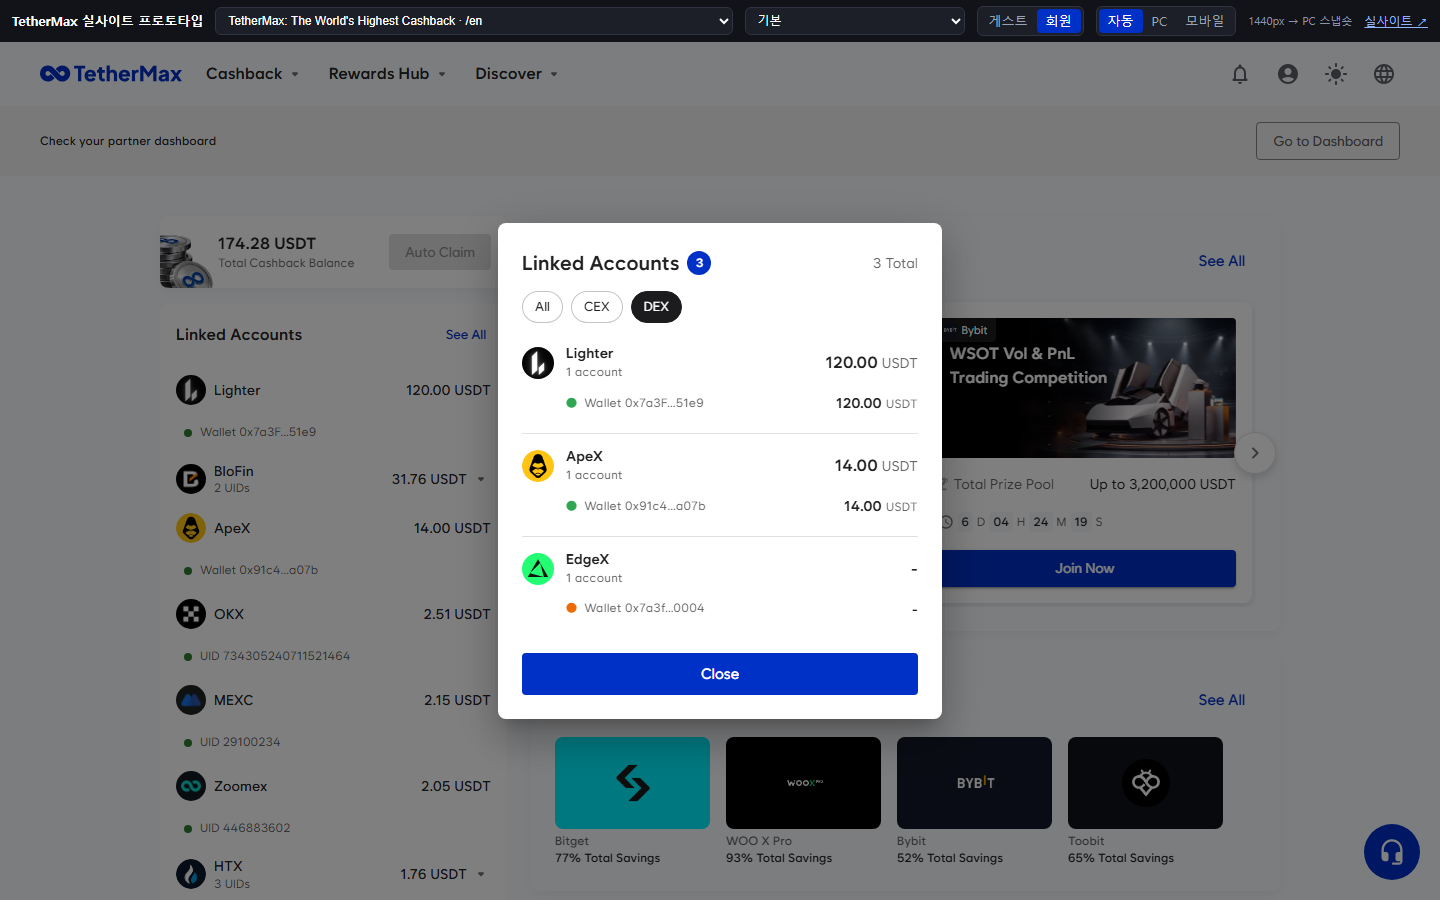 TetherMax 실사이트 프로토타입
TetherMax: The World's Highest Cashback · /en
기본
게스트
회원
자동
PC
모바일
1440px → PC 스냅숏
실사이트 ↗
TetherMax
Cashback
Rewards Hub
Discover
Check your partner dashboard
Go to Dashboard
174.28 USDT
Total Cashback Balance
Auto Claim
Linked Accounts
See All
Lighter
120.00 USDT
Wallet 0x7a3F...51e9
BloFin
2 UIDs
31.76 USDT
ApeX
14.00 USDT
Wallet 0x91c4...a07b
OKX
2.51 USDT
UID 734305240711521464
MEXC
2.15 USDT
UID 29100234
Zoomex
2.05 USDT
UID 446883602
HTX
3 UIDs
1.76 USDT
Linked Accounts 3
3 Total
All
CEX
DEX
Lighter
1 account
120.00 USDT
Wallet 0x7a3F...51e9
120.00 USDT
ApeX
1 account
14.00 USDT
Wallet 0x91c4...a07b
14.00 USDT
EdgeX
1 account
-
Wallet 0x7a3f...0004
-
Close
See All
Bybit
WSOT Vol & PnL
Trading Competition
Total Prize Pool
Up to 3,200,000 USDT
6 D 04 H 24 M 19 S
Join Now
See All
WOO X PRO
BYBIT
Bitget
77% Total Savings
WOO X Pro
93% Total Savings
Bybit
52% Total Savings
Toobit
65% Total Savings